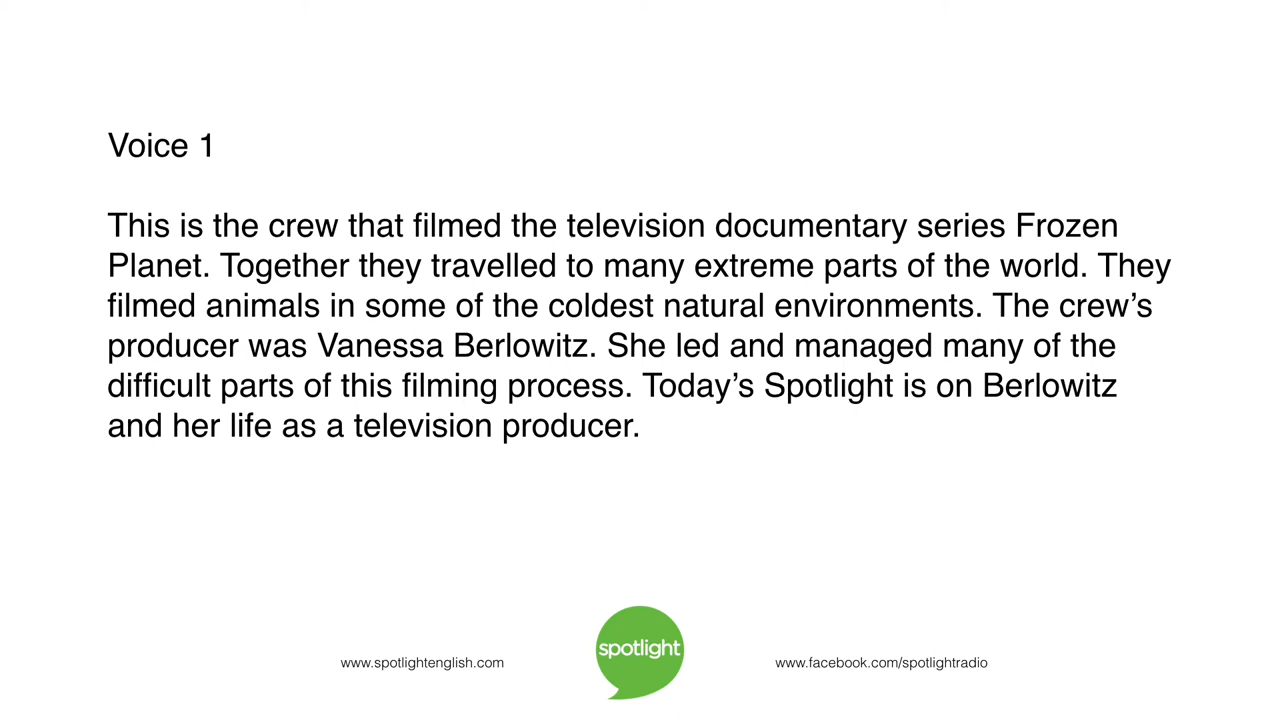 Voice 1
This is the crew that filmed the television documentary series Frozen
Planet. Together they travelled to many extreme parts of the world. They
filmed animals in some of the coldest natural environments. The crew’s
producer was Vanessa Berlowitz. She led and managed many of the
difficult parts of this filming process. Today’s Spotlight is on Berlowitz
and her life as a television producer.
www.spotlightenglish.com
spotlight
www.facebook.com/spotlightradio